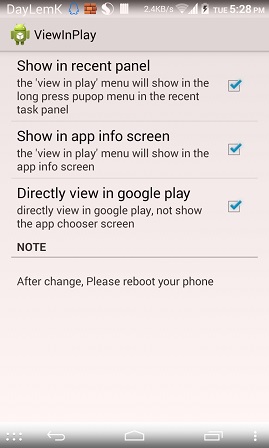 DayLemK 2.4KB/s TUE 5:28 PM
ViewInPlay
Show in recent panel
the 'view in play' menu will show in the
long press pupop menu in the recent
task panel
Show in app info screen
the 'view in play' menu will show in the
app info screen
Directly view in google play
directly view in google play, not show
the app chooser screen
NOTE
After change, Please reboot your phone